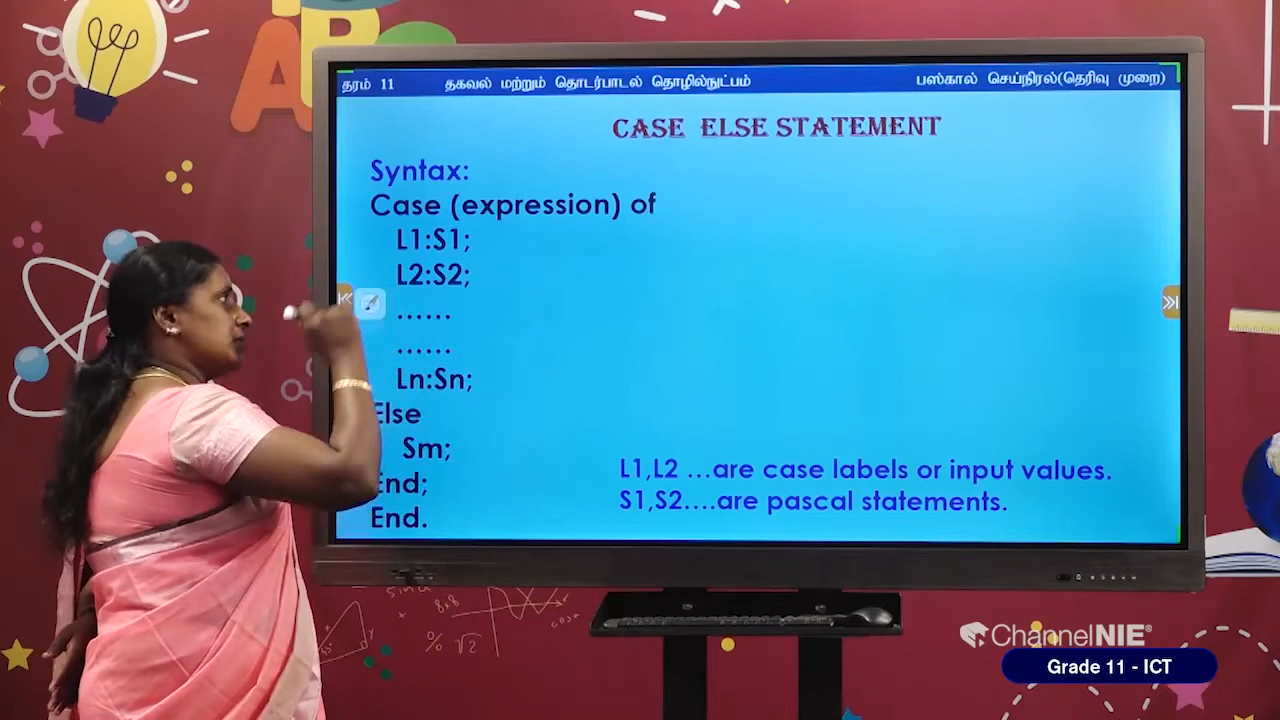 ABC
தரம் 11 தகவல் மற்றும் தொடர்பாடல் தொழில்நுட்பம் பஸ்கால் செய்நிரல்(தெரிவு முறை)
CASE ELSE STATEMENT
Syntax:
Case (expression) of
L1:S1;
L2:S2;
......
......
Ln:Sn;
Else
Sm;
End;
End.
L1,L2 ...are case labels or input values.
S1,S2....are pascal statements.
ChannelNIE®
Grade 11 - ICT